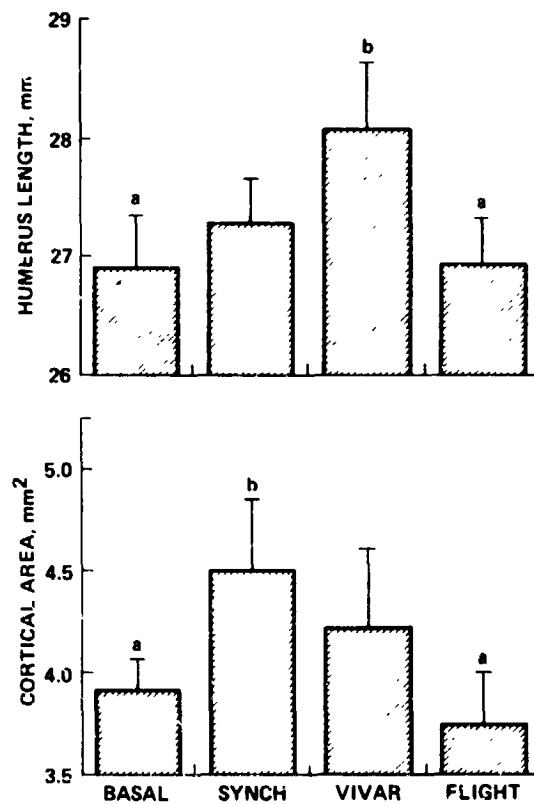 HUMERUS LENGTH, mm
29
28
27
26
a
b
a
CORTICAL AREA, mm²
5.0
4.5
4.0
3.5
a
b
a
BASAL SYNCH VIVAR FLIGHT